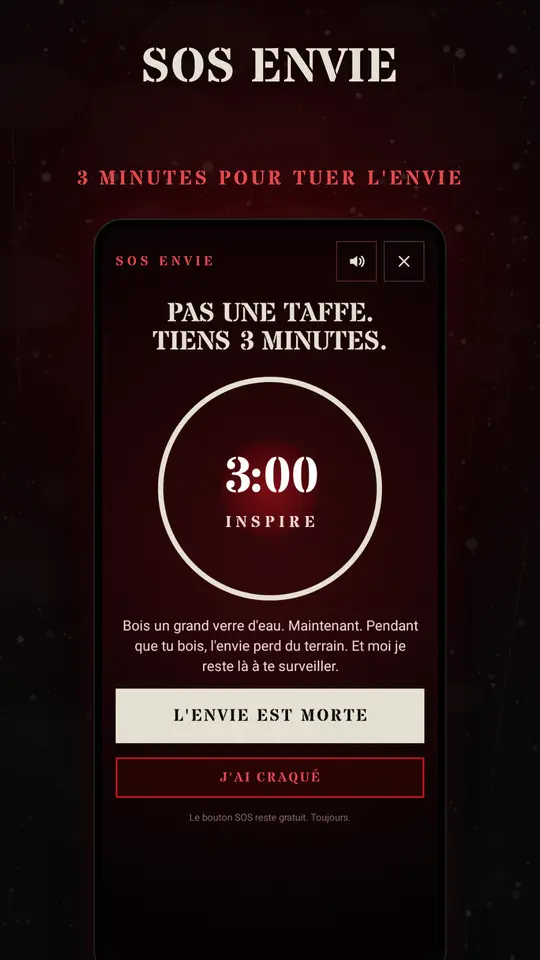 SOS ENVIE
3 MINUTES POUR TUER L'ENVIE
SOS ENVIE
PAS UNE TAFFE.
TIENS 3 MINUTES.
3:00
INSPIRE
Bois un grand verre d'eau. Maintenant. Pendant
que tu bois, l'envie perd du terrain. Et moi je
reste là à te surveiller.
L'ENVIE EST MORTE
J'AI CRAQUÉ
Le bouton SOS reste gratuit. Toujours.